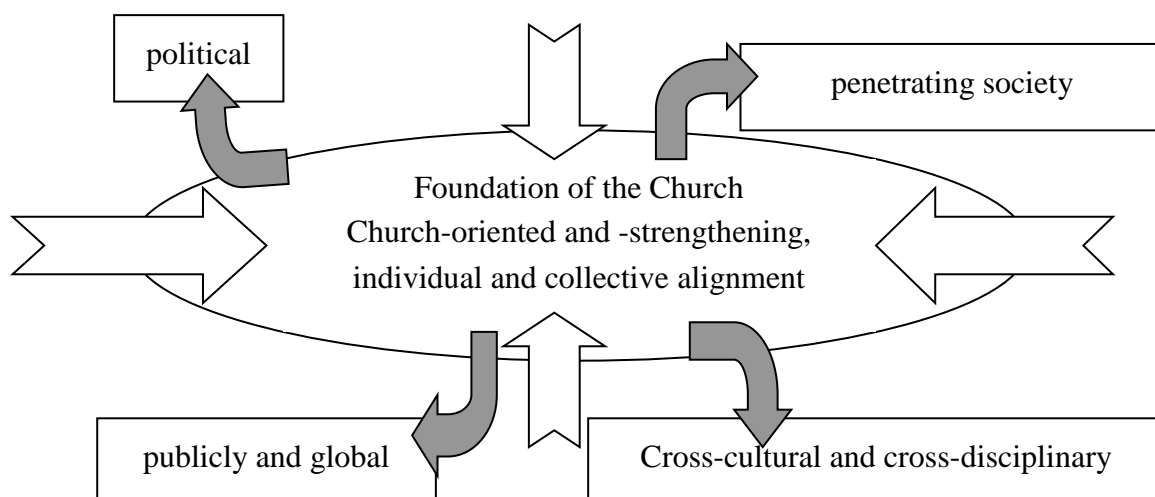 political
penetrating society
Foundation of the Church
Church-oriented and -strengthening,
individual and collective alignment
publicly and global
Cross-cultural and cross-disciplinary